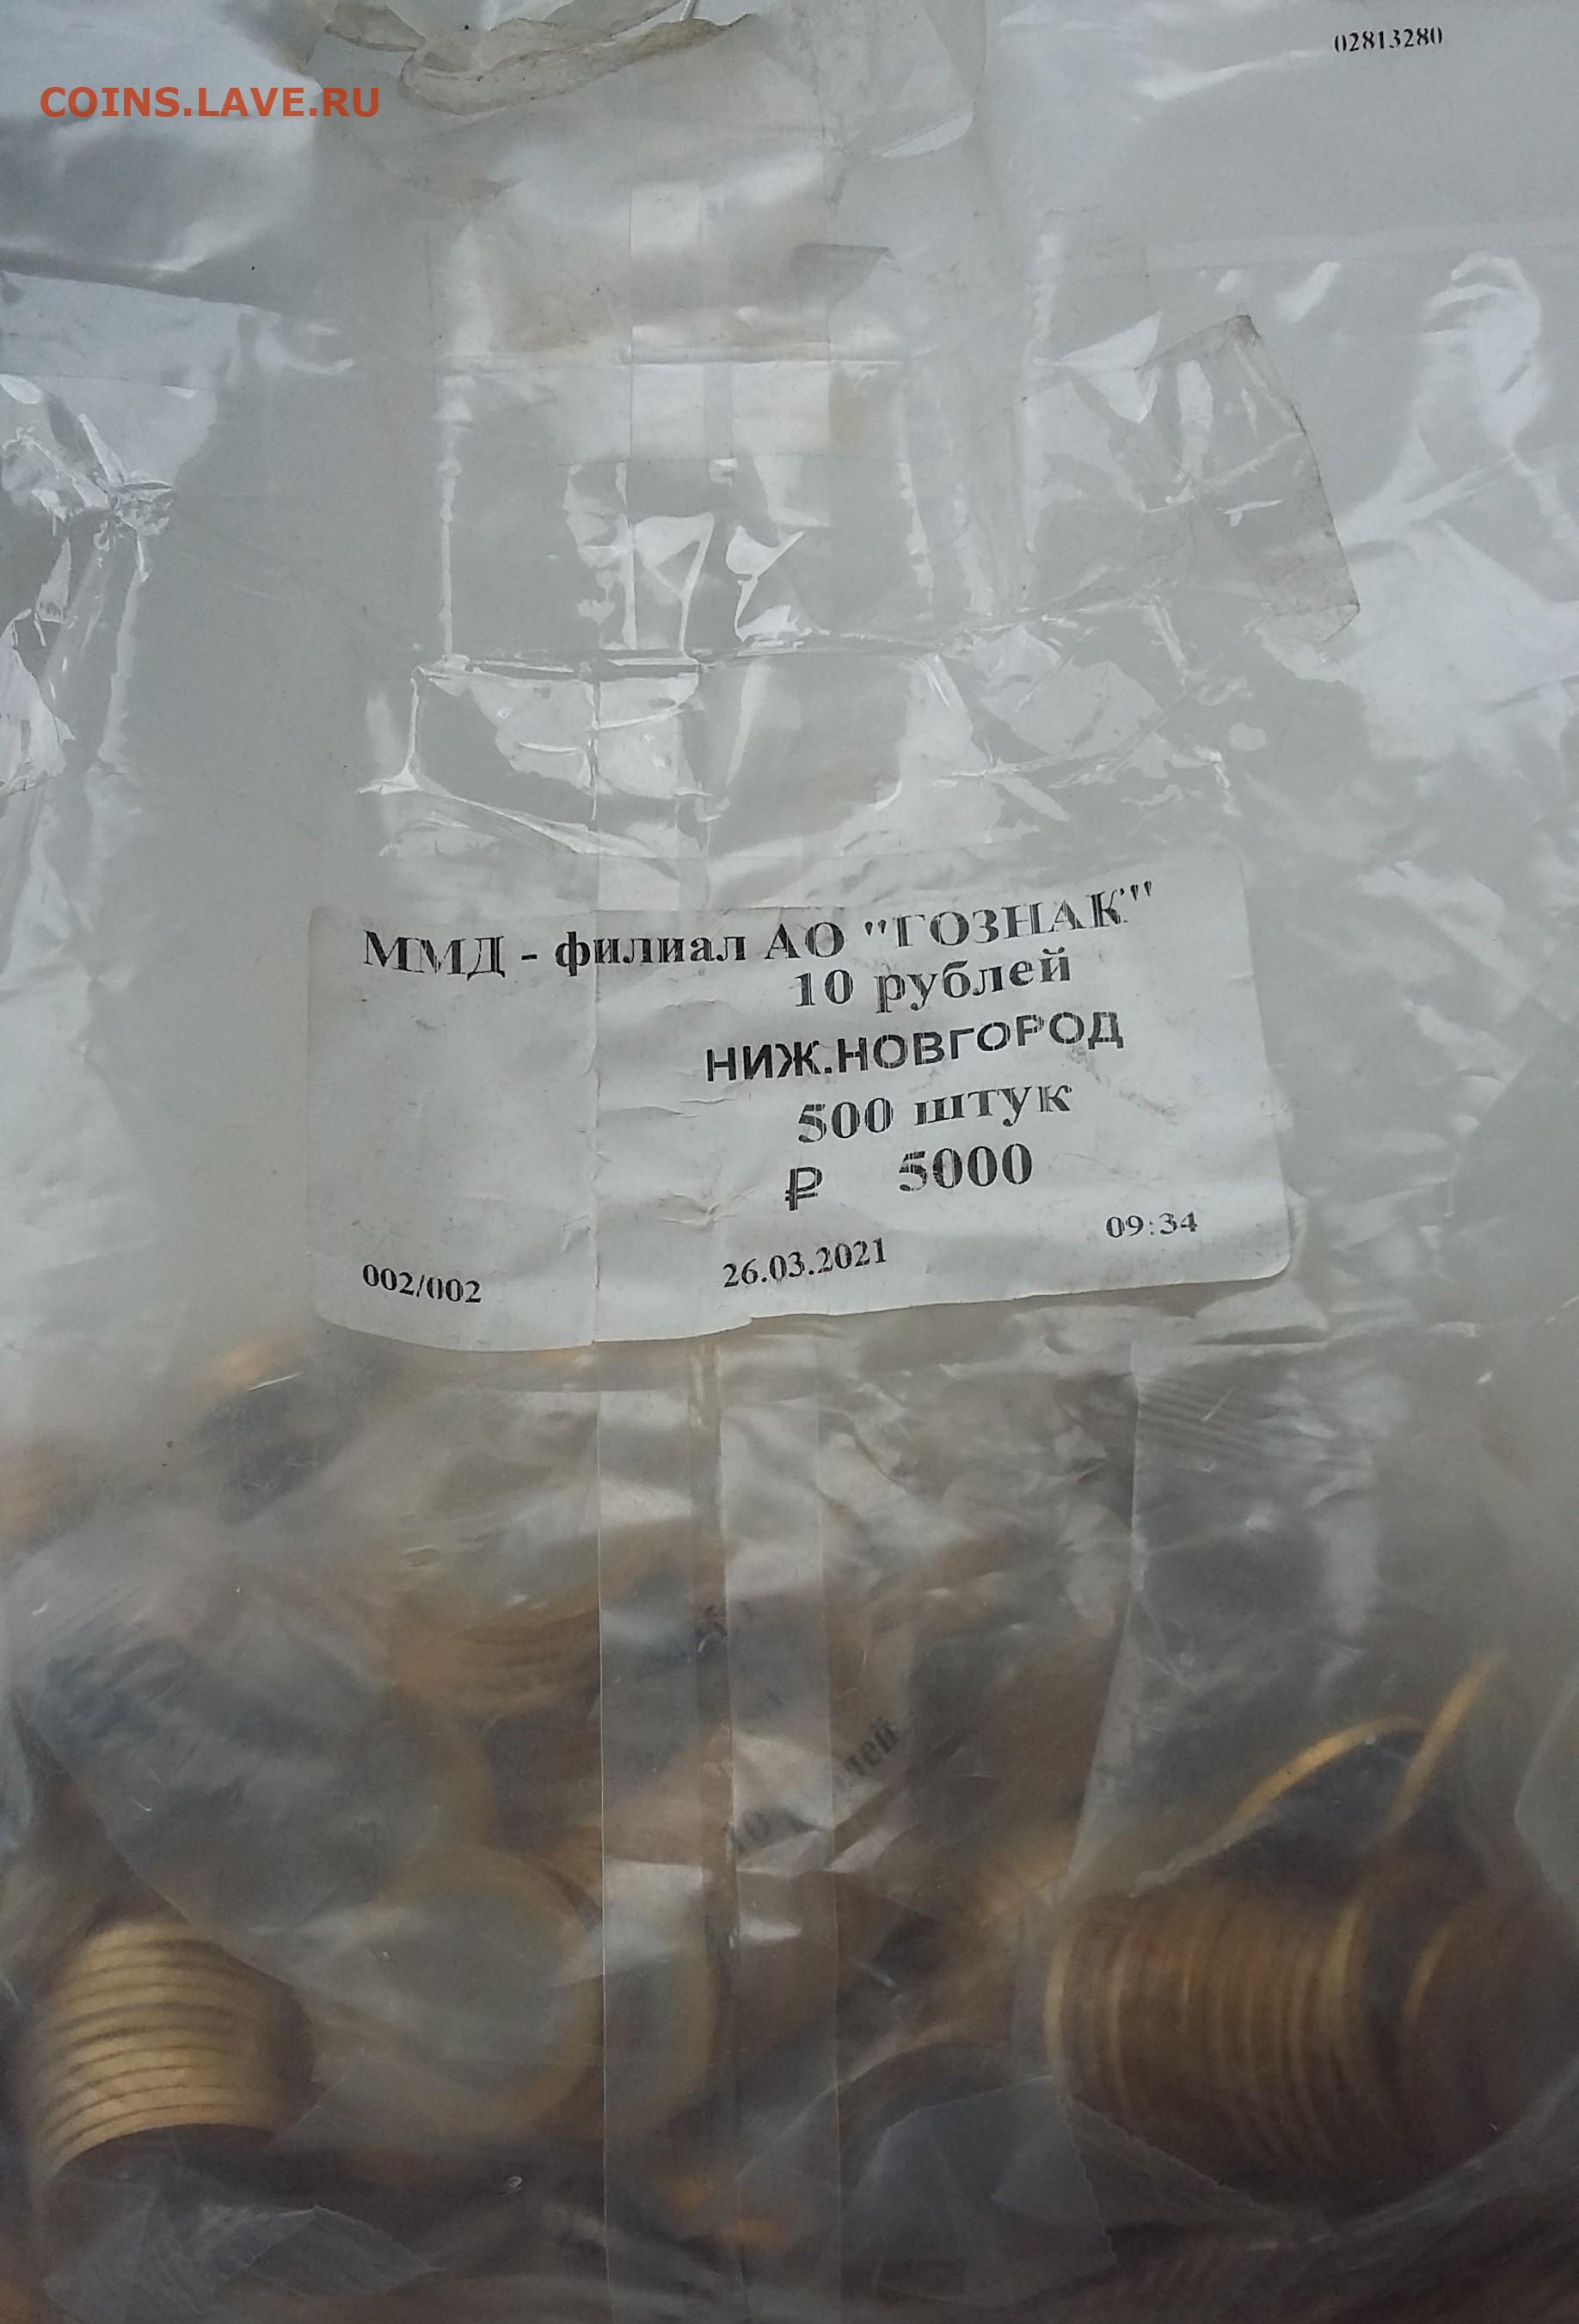 02813280
COINS.LAVE.RU
ММД - филиал АО "ГОЗНАК"
10 рублей
НИЖ.НОВГОРОД
500 штук
₽ 5000
002/002 26.03.2021 09:34